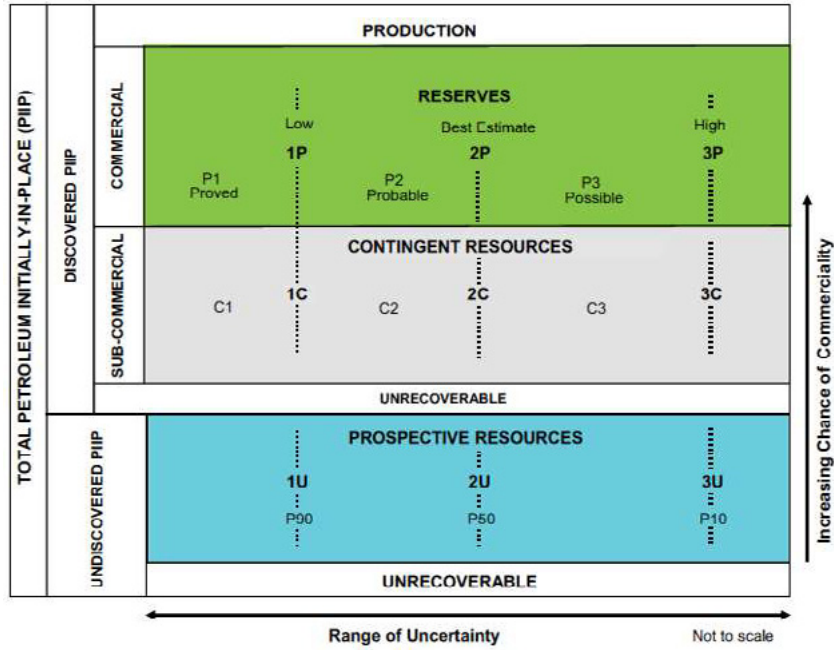 TOTAL PETROLEUM INITIALLY-IN-PLACE (PIIP)
DISCOVERED PIIP
UNDISCOVERED PIIP
COMMERCIAL
SUB-COMMERCIAL
PRODUCTION
RESERVES
Low
Best Estimate
High
1P
2P
3P
P1
Proved
P2
Probable
P3
Possible
CONTINGENT RESOURCES
C1
1C
C2
2C
C3
3C
UNRECOVERABLE
PROSPECTIVE RESOURCES
1U
2U
3U
P90
P50
P10
UNRECOVERABLE
Increasing Chance of Commerciality
Range of Uncertainty
Not to scale